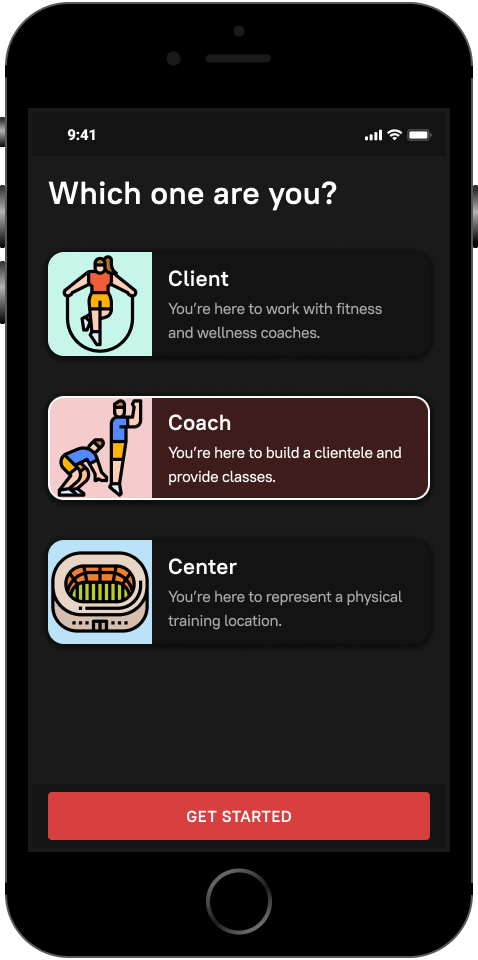 9:41
Which one are you?
Client
You’re here to work with fitness
and wellness coaches.
Coach
You’re here to build a clientele and
provide classes.
Center
You’re here to represent a physical
training location.
GET STARTED